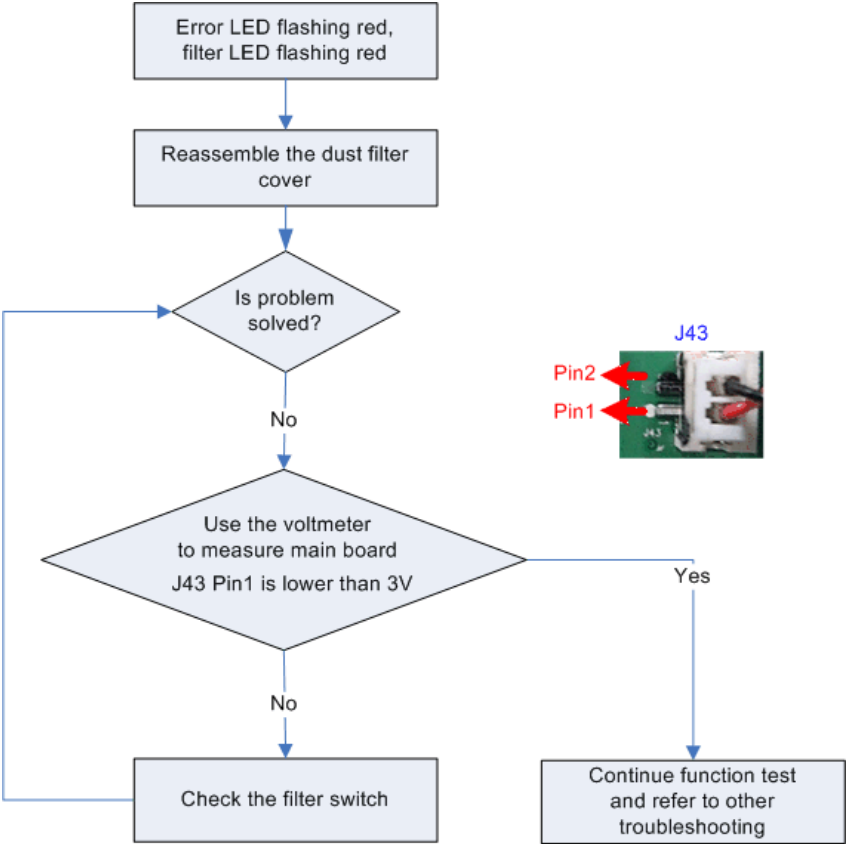 Error LED flashing red,
filter LED flashing red
Reassemble the dust filter
cover
Is problem
solved?
No
Use the voltmeter
to measure main board
J43 Pin1 is lower than 3V
Yes
No
Check the filter switch
Continue function test
and refer to other
troubleshooting
J43
Pin2
Pin1
J43